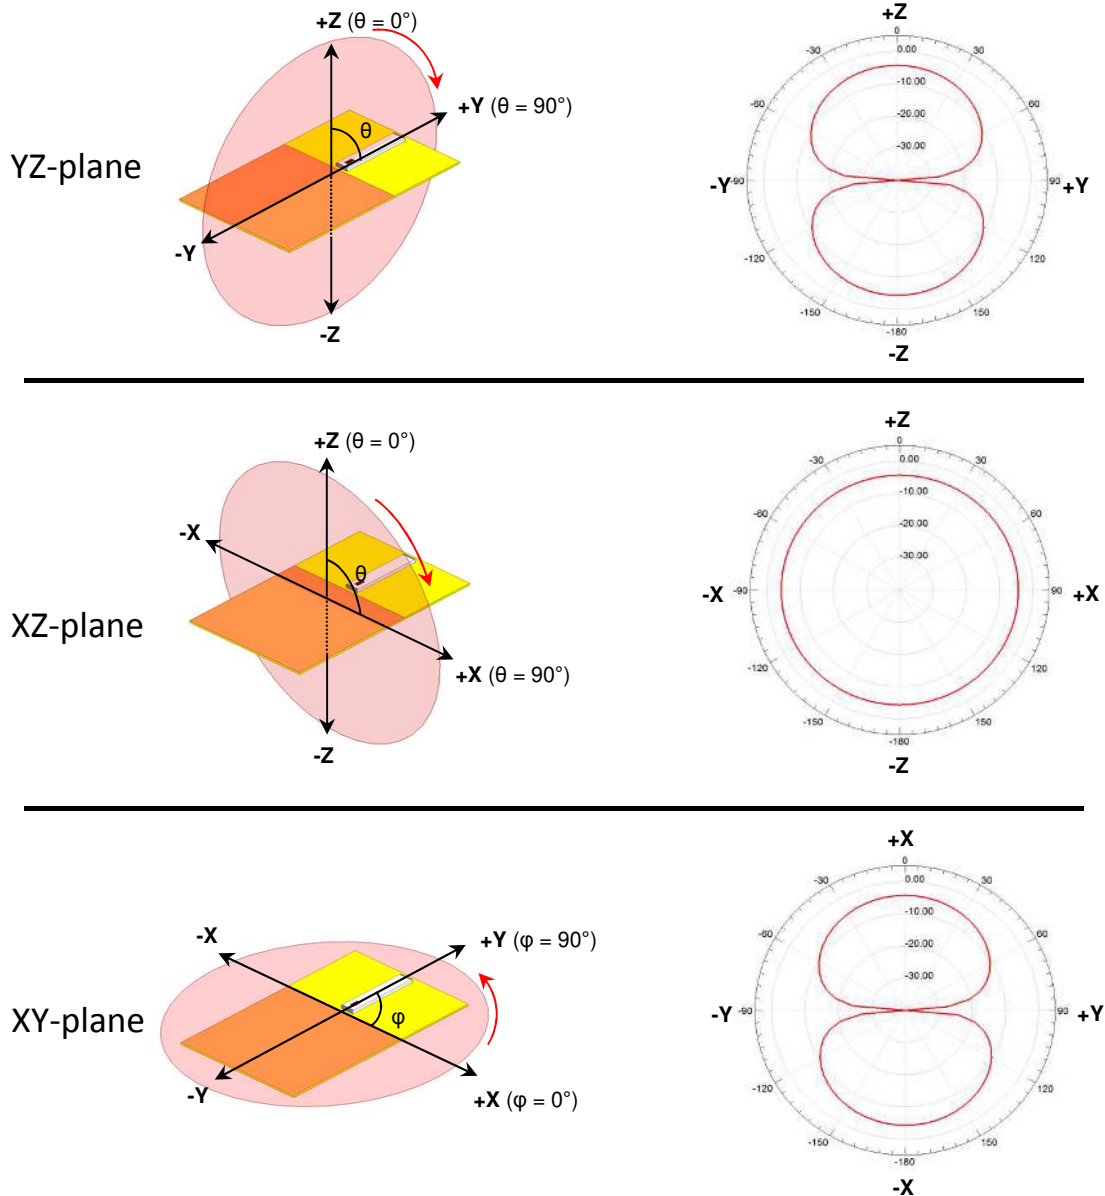 +Z (θ = 0°)
+Y (θ = 90°)
θ
YZ-plane
-Y
-Z
+Z
0
-30
0.00
30
-10.00
-60
60
-20.00
-30.00
-Y
-90
90
+Y
-120
120
-150
150
-180
-Z
+Z (θ = 0°)
-X
θ
XZ-plane
+X (θ = 90°)
-Z
+Z
0
-30
0.00
30
-10.00
-60
60
-20.00
-30.00
-X
-90
90
+X
-120
120
-150
150
-180
-Z
-X
+Y (φ = 90°)
XY-plane
φ
-Y
+X (φ = 0°)
+X
0
-30
0.00
30
-10.00
-60
60
-20.00
-30.00
-Y
-90
90
+Y
-120
120
-150
150
-180
-X